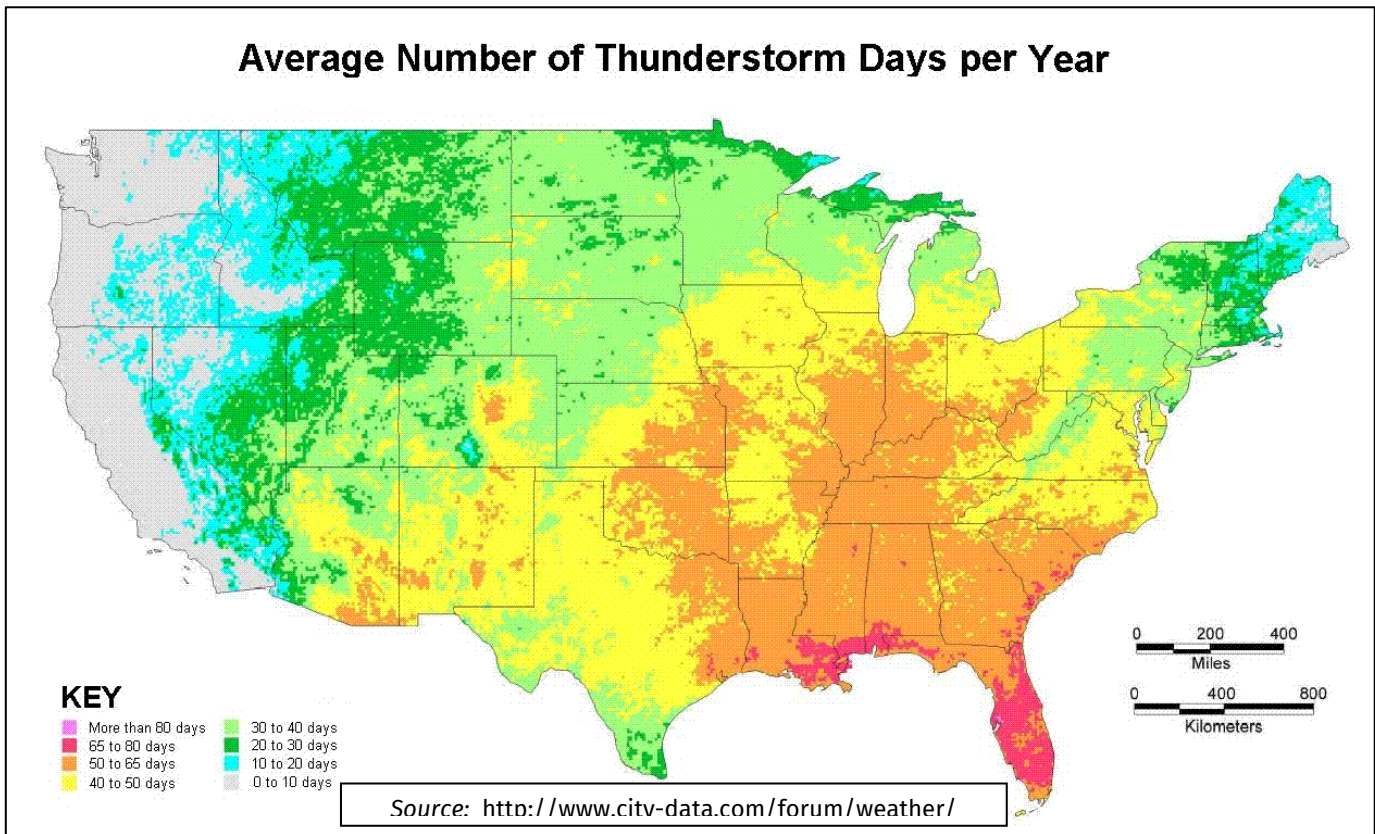 Average Number of Thunderstorm Days per Year
0 200 400
Miles
0 400 800
Kilometers
KEY
More than 80 days
65 to 80 days
50 to 65 days
40 to 50 days
30 to 40 days
20 to 30 days
10 to 20 days
0 to 10 days
Source: http://www.city-data.com/forum/weather/